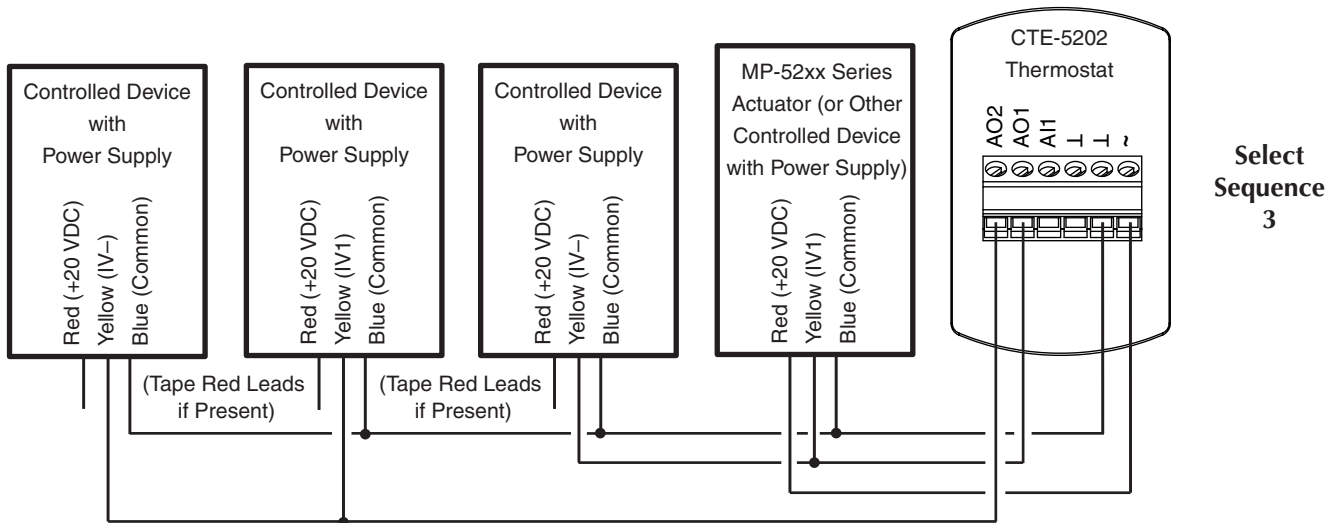 Controlled Device
with
Power Supply
Red (+20 VDC)
Yellow (IV–)
Blue (Common)
(Tape Red Leads
if Present)
Controlled Device
with
Power Supply
Red (+20 VDC)
Yellow (IV1)
Blue (Common)
(Tape Red Leads
if Present)
Controlled Device
with
Power Supply
Red (+20 VDC)
Yellow (IV–)
Blue (Common)
MP-52xx Series
Actuator (or Other
Controlled Device
with Power Supply)
Red (+20 VDC)
Yellow (IV1)
Blue (Common)
CTE-5202
Thermostat
AO2
AO1
AI1
⊥
⊥
~
Select
Sequence
3